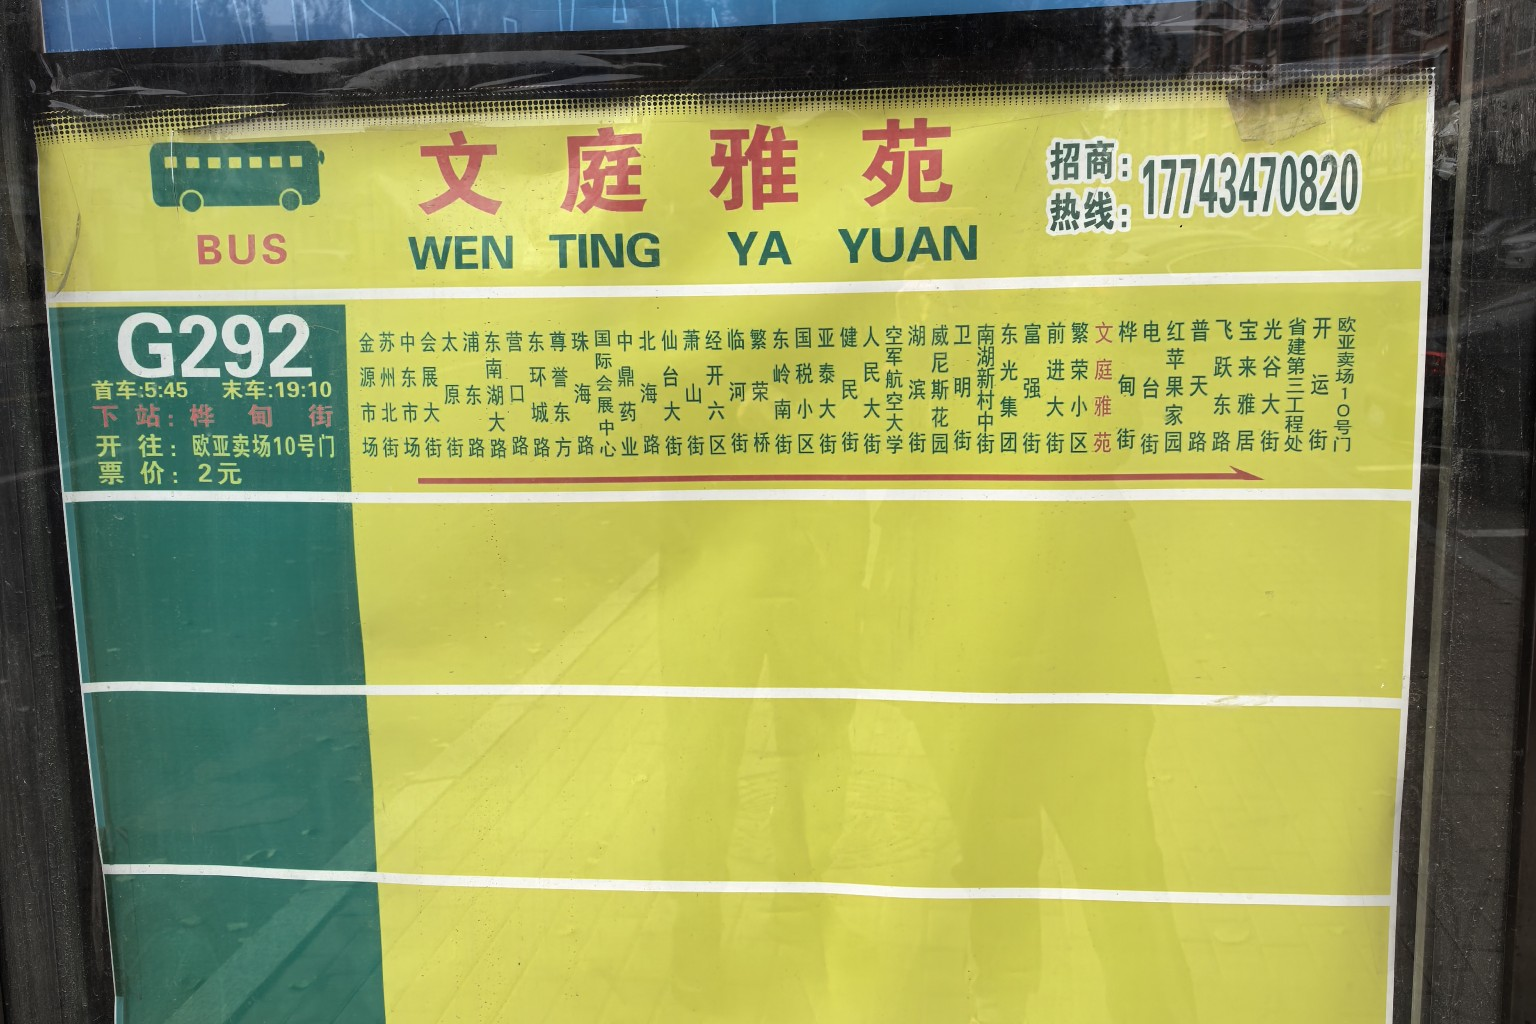 BUS
文庭雅苑
WEN TING YA YUAN
招商:
热线:
17743470820
G292
首车:5:45 末车:19:10
下站: 桦甸街
开往: 欧亚卖场10号门
票价: 2元
金源市场
苏州北街
中东市场
会展大街
太原街
浦东路
东南湖大路
营口路
东环城路
尊誉东方
珠海路
国际会展中心
中鼎药业
北海路
仙台大街
萧山街
经开六区
临河街
繁荣桥
东岭南街
国税小区
亚泰大街
健民街
人民大街
空军航空大学
湖滨街
威尼斯花园
卫明街
南湖新村中街
东光集团
富强街
前进大街
繁荣小区
文庭雅苑
桦甸街
电台街
红苹果家园
普天路
飞跃东路
宝来雅居
光谷大街
省建第三工程处
开运街
欧亚卖场10号门